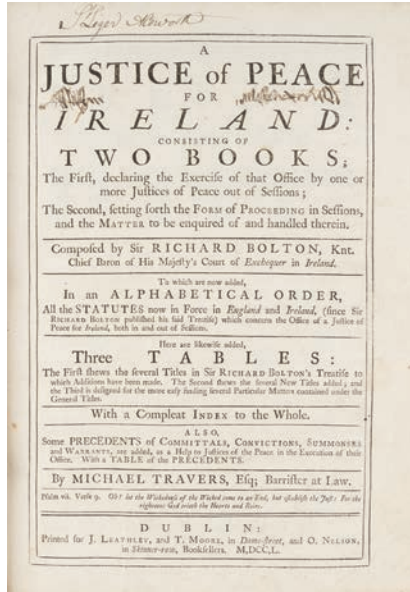 St. Leger Aldworth
A
JUSTICE of PEACE
FOR
IRELAND:
CONSISTING OF
TWO BOOKS;
The First, declaring the Exercise of that Office by one or
more Justices of Peace out of Sessions;
The Second, setting forth the FORM of PROCEEDING in Sessions,
and the MATTER to be enquired of and handled therein.
Composed by Sir RICHARD BOLTON, Knt.
Chief Baron of His Majesty's Court of Exchequer in Ireland.
To which are now added,
In an ALPHABETICAL ORDER,
All the STATUTES now in Force in England and Ireland, (since Sir
RICHARD BOLTON published his said Treatise) which concern the Office of a Justice of
Peace for Ireland, both in and out of Sessions.
Here are likewise added,
Three TABLES:
The First shews the several Titles in Sir RICHARD BOLTON's Treatise to
which Additions have been made. The Second shews the several New Titles added; and
the Third is designed for the more easy finding several Particular Matters contained under the
General Titles.
With a Compleat INDEX to the Whole.
ALSO,
Some PRECEDENTS of COMMITTALS, CONVICTIONS, SUMMONSES
and WARRANTS, are added, as a Help to Justices of the Peace in the Execution of their
Office. With a TABLE of the PRECEDENTS.
By MICHAEL TRAVERS, Esq; Barrister at Law.
Psalm vii. Verse 9. Oh! let the Wickedness of the Wicked come to an End, but establish the Just: For the
righteous God trieth the Hearts and Reins.
DUBLIN:
Printed for J. LEATHLEY, and T. MOORE, in Dame-street, and O. NELSON,
in Skinner-row, Booksellers. M,DCC,L.